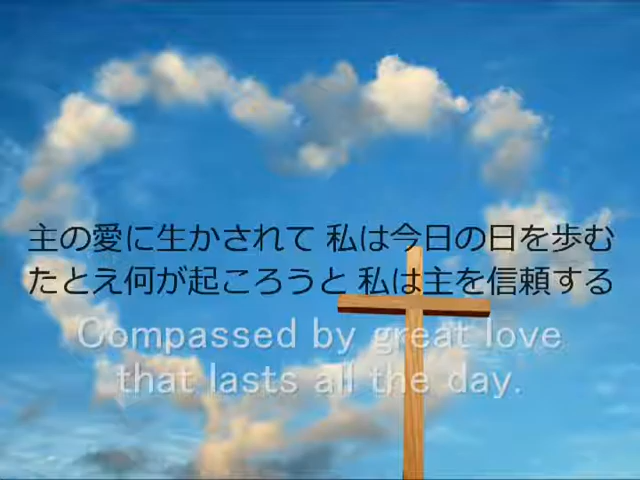 主の愛に生かされて 私は今日の日を歩む
たとえ何が起ころうと 私は主を信頼する
Compassed by great love
that lasts all the day.